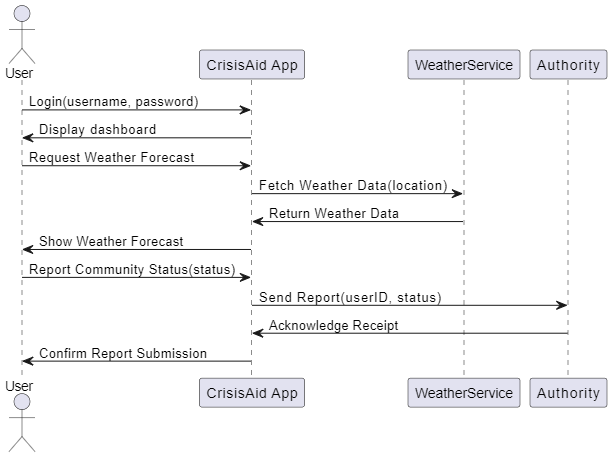 User
CrisisAid App
WeatherService
Authority
Login(username, password)
Display dashboard
Request Weather Forecast
Fetch Weather Data(location)
Return Weather Data
Show Weather Forecast
Report Community Status(status)
Send Report(userID, status)
Acknowledge Receipt
Confirm Report Submission
User
CrisisAid App
WeatherService
Authority